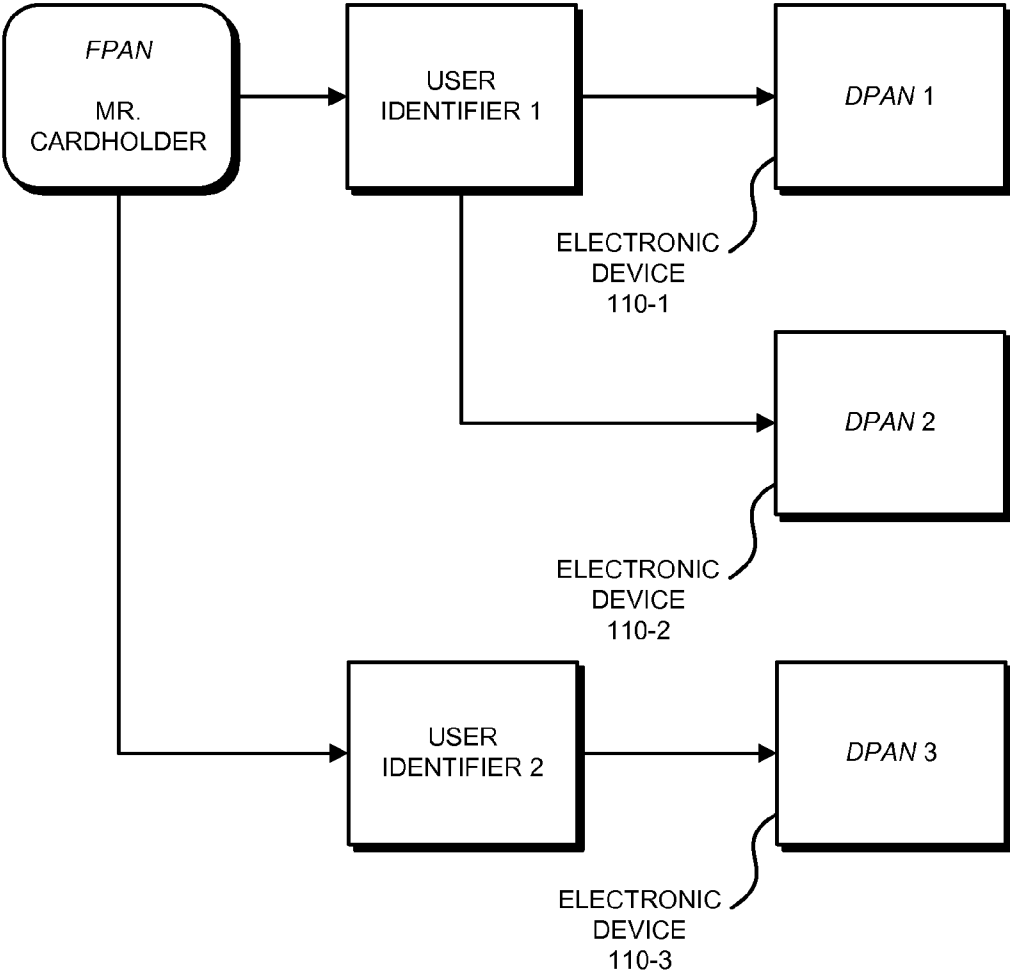 FPAN
MR.
CARDHOLDER
USER
IDENTIFIER 1
DPAN 1
ELECTRONIC
DEVICE
110-1
DPAN 2
ELECTRONIC
DEVICE
110-2
USER
IDENTIFIER 2
DPAN 3
ELECTRONIC
DEVICE
110-3